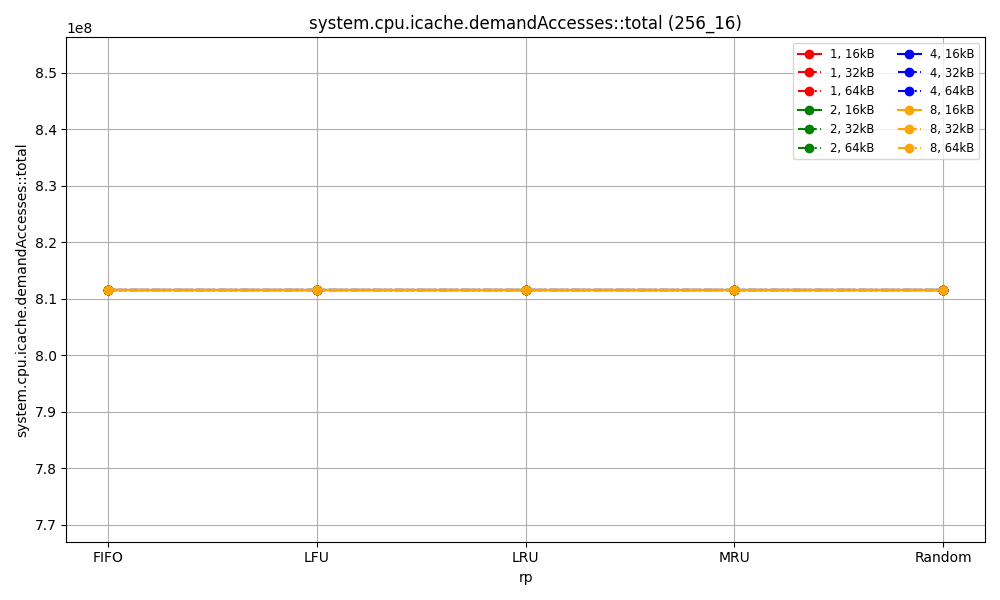 system.cpu.icache.demandAccesses::total (256_16)
1e8
8.5
8.4
8.3
8.2
8.1
8.0
7.9
7.8
7.7
system.cpu.icache.demandAccesses::total
1, 16kB
1, 32kB
1, 64kB
2, 16kB
2, 32kB
2, 64kB
4, 16kB
4, 32kB
4, 64kB
8, 16kB
8, 32kB
8, 64kB
FIFO
LFU
LRU
MRU
Random
rp